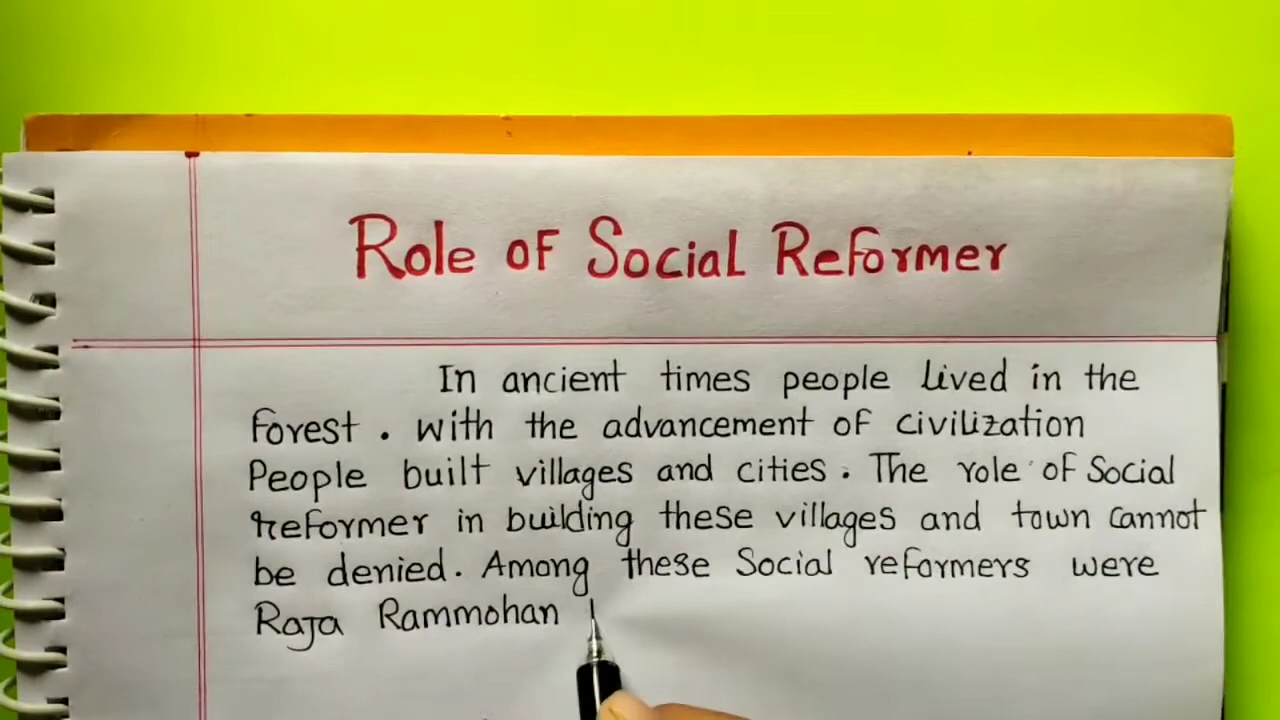 Role of Social Reformer
In ancient times people lived in the
forest. with the advancement of civilization
People built villages and cities. The role of Social
reformer in building these villages and town cannot
be denied. Among these Social reformers were
Raja Rammohan